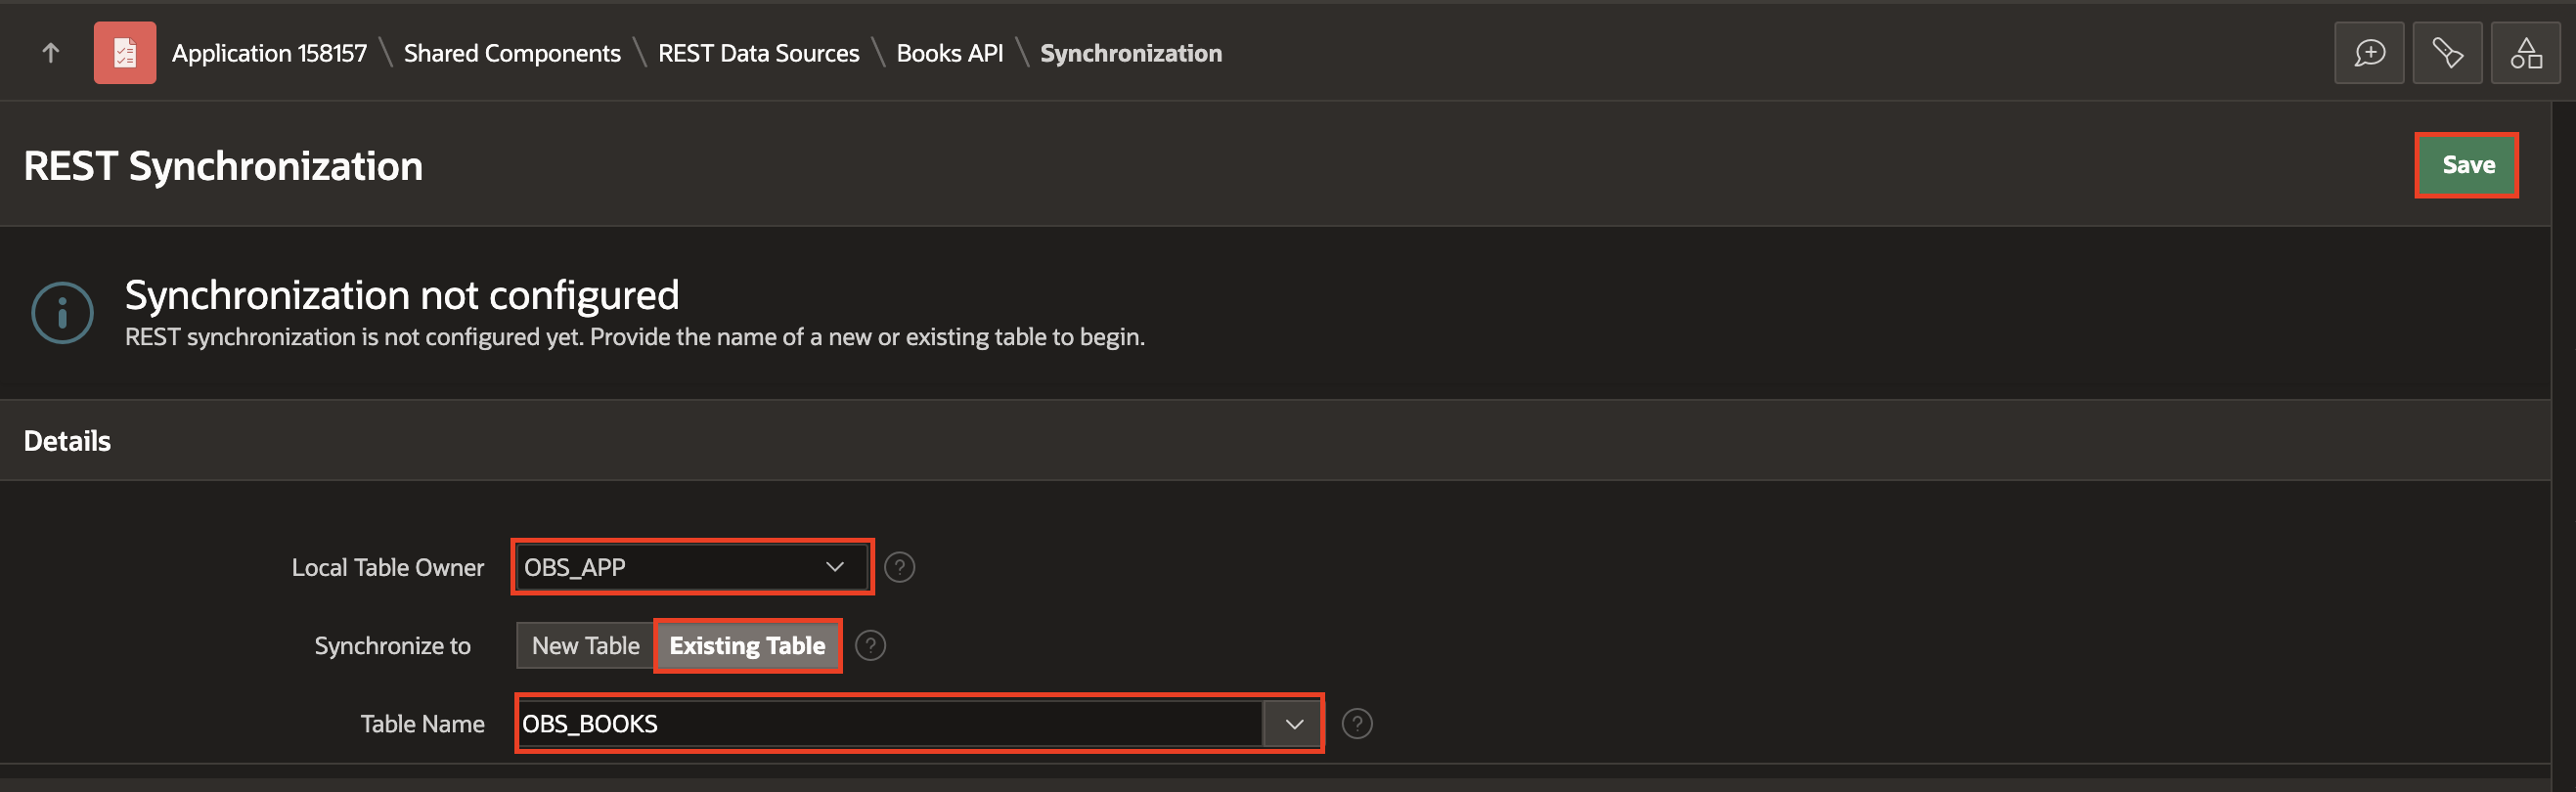 Application 158157 \ Shared Components \ REST Data Sources \ Books API \ Synchronization
REST Synchronization
Save
Synchronization not configured
REST synchronization is not configured yet. Provide the name of a new or existing table to begin.
Details
Local Table Owner OBS_APP ?
Synchronize to New Table Existing Table ?
Table Name OBS_BOOKS ?